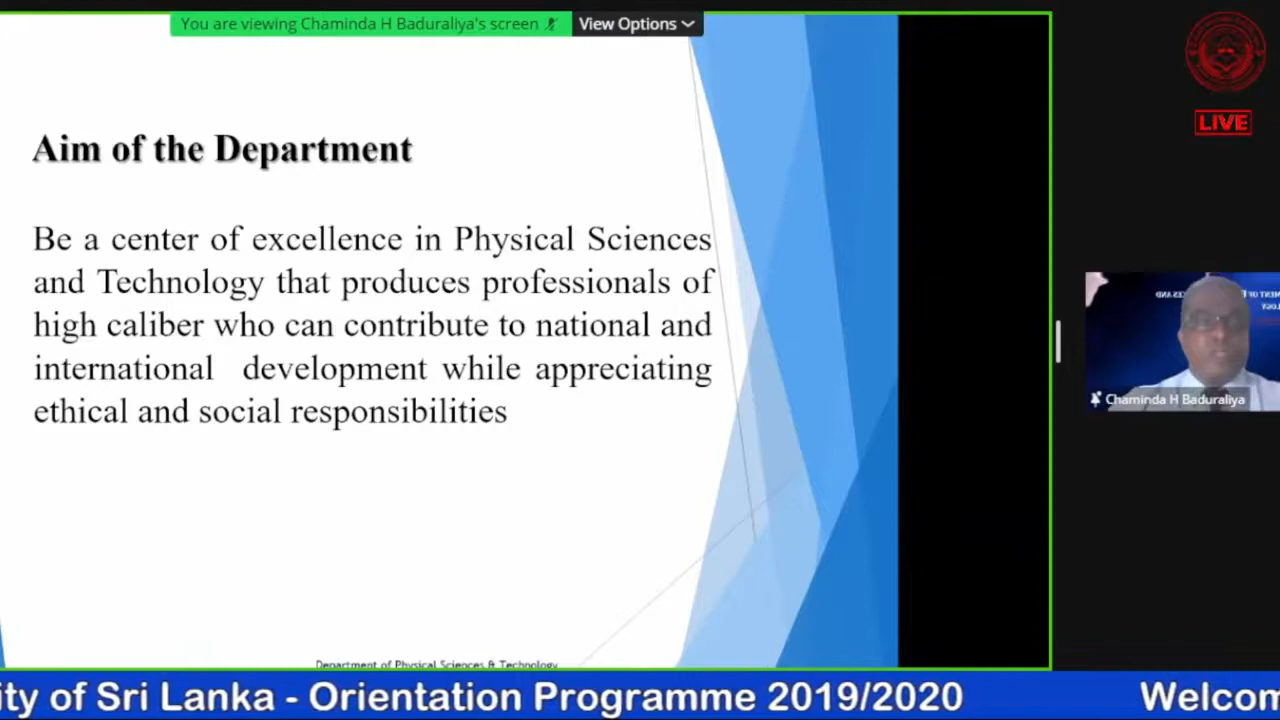 You are viewing Chaminda H Baduraliya's screen
View Options
LIVE
Aim of the Department
Be a center of excellence in Physical Sciences
and Technology that produces professionals of
high caliber who can contribute to national and
international development while appreciating
ethical and social responsibilities
Chaminda H Baduraliya
Department of Physical Sciences & Technology
ity of Sri Lanka - Orientation Programme 2019/2020 Welcom